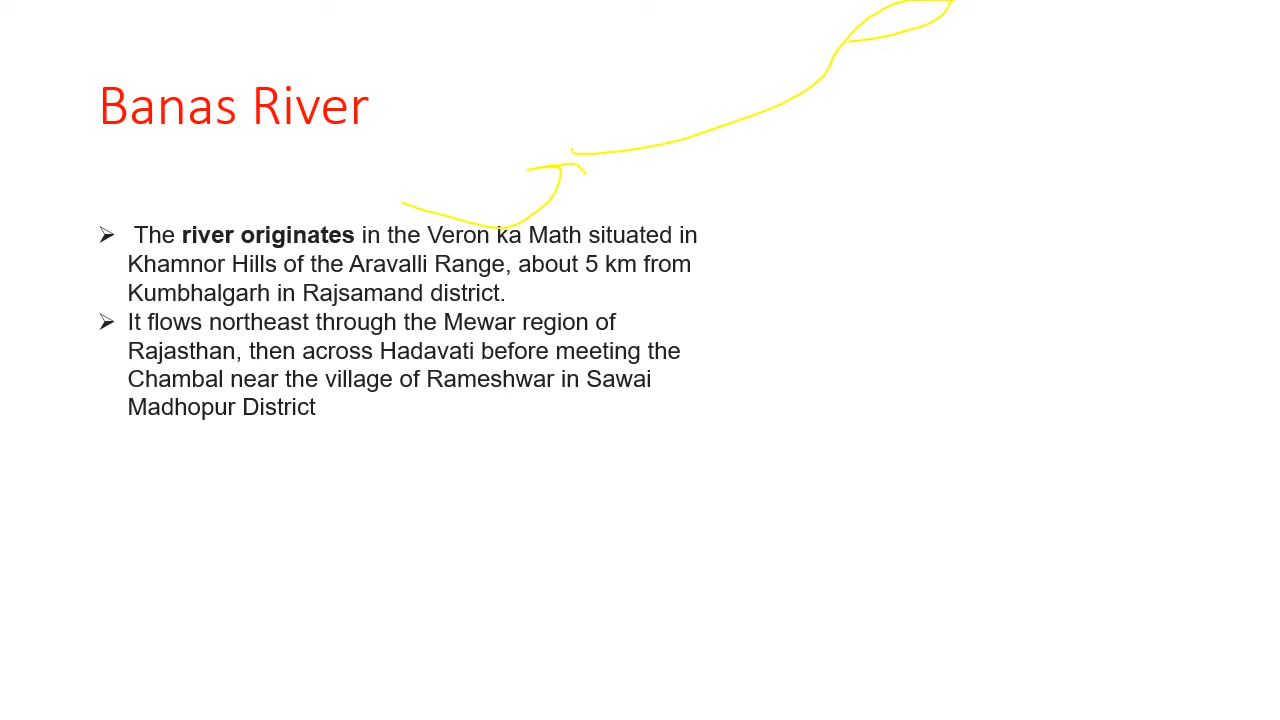 Banas River
➢ The river originates in the Veron ka Math situated in
Khamnor Hills of the Aravalli Range, about 5 km from
Kumbhalgarh in Rajsamand district.
➢ It flows northeast through the Mewar region of
Rajasthan, then across Hadavati before meeting the
Chambal near the village of Rameshwar in Sawai
Madhopur District